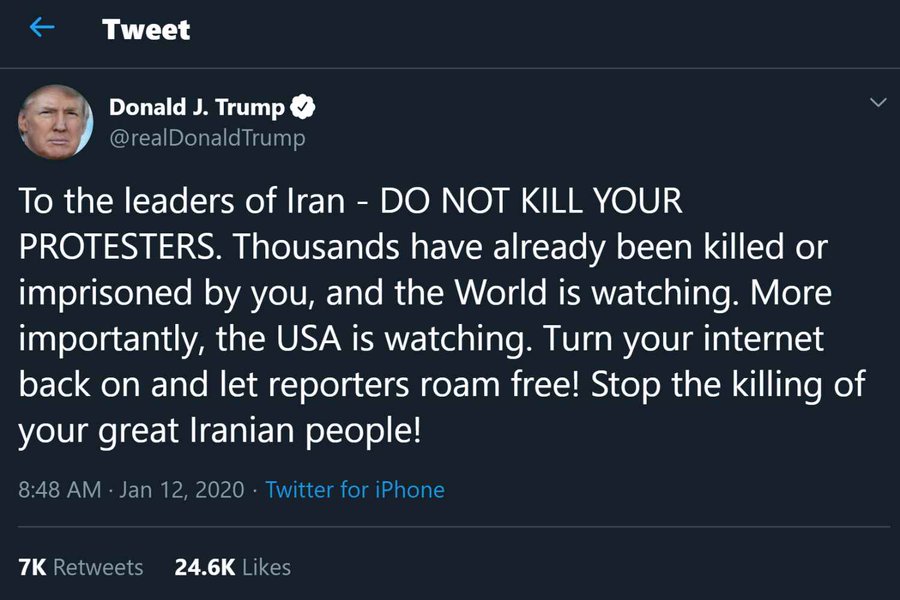 Tweet
Donald J. Trump
@realDonaldTrump
To the leaders of Iran - DO NOT KILL YOUR
PROTESTERS. Thousands have already been killed or
imprisoned by you, and the World is watching. More
importantly, the USA is watching. Turn your internet
back on and let reporters roam free! Stop the killing of
your great Iranian people!
8:48 AM · Jan 12, 2020 · Twitter for iPhone
7K Retweets 24.6K Likes